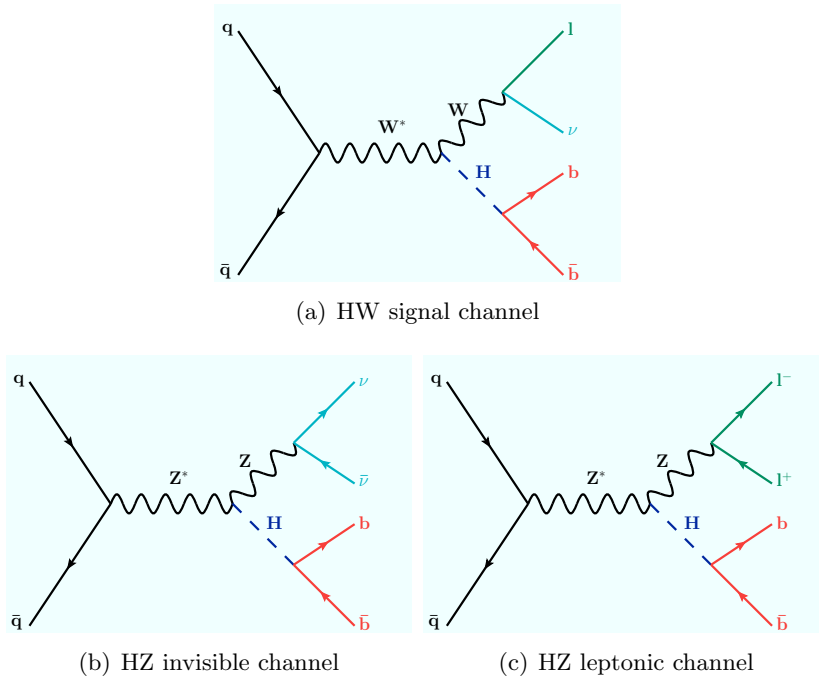 q l
W
W* ν
H b
q̄ b̄
(a) HW signal channel
q ν
Z
Z* ν̄
H b
q̄ b̄
(b) HZ invisible channel
q l⁻
Z
Z* l⁺
H b
q̄ b̄
(c) HZ leptonic channel